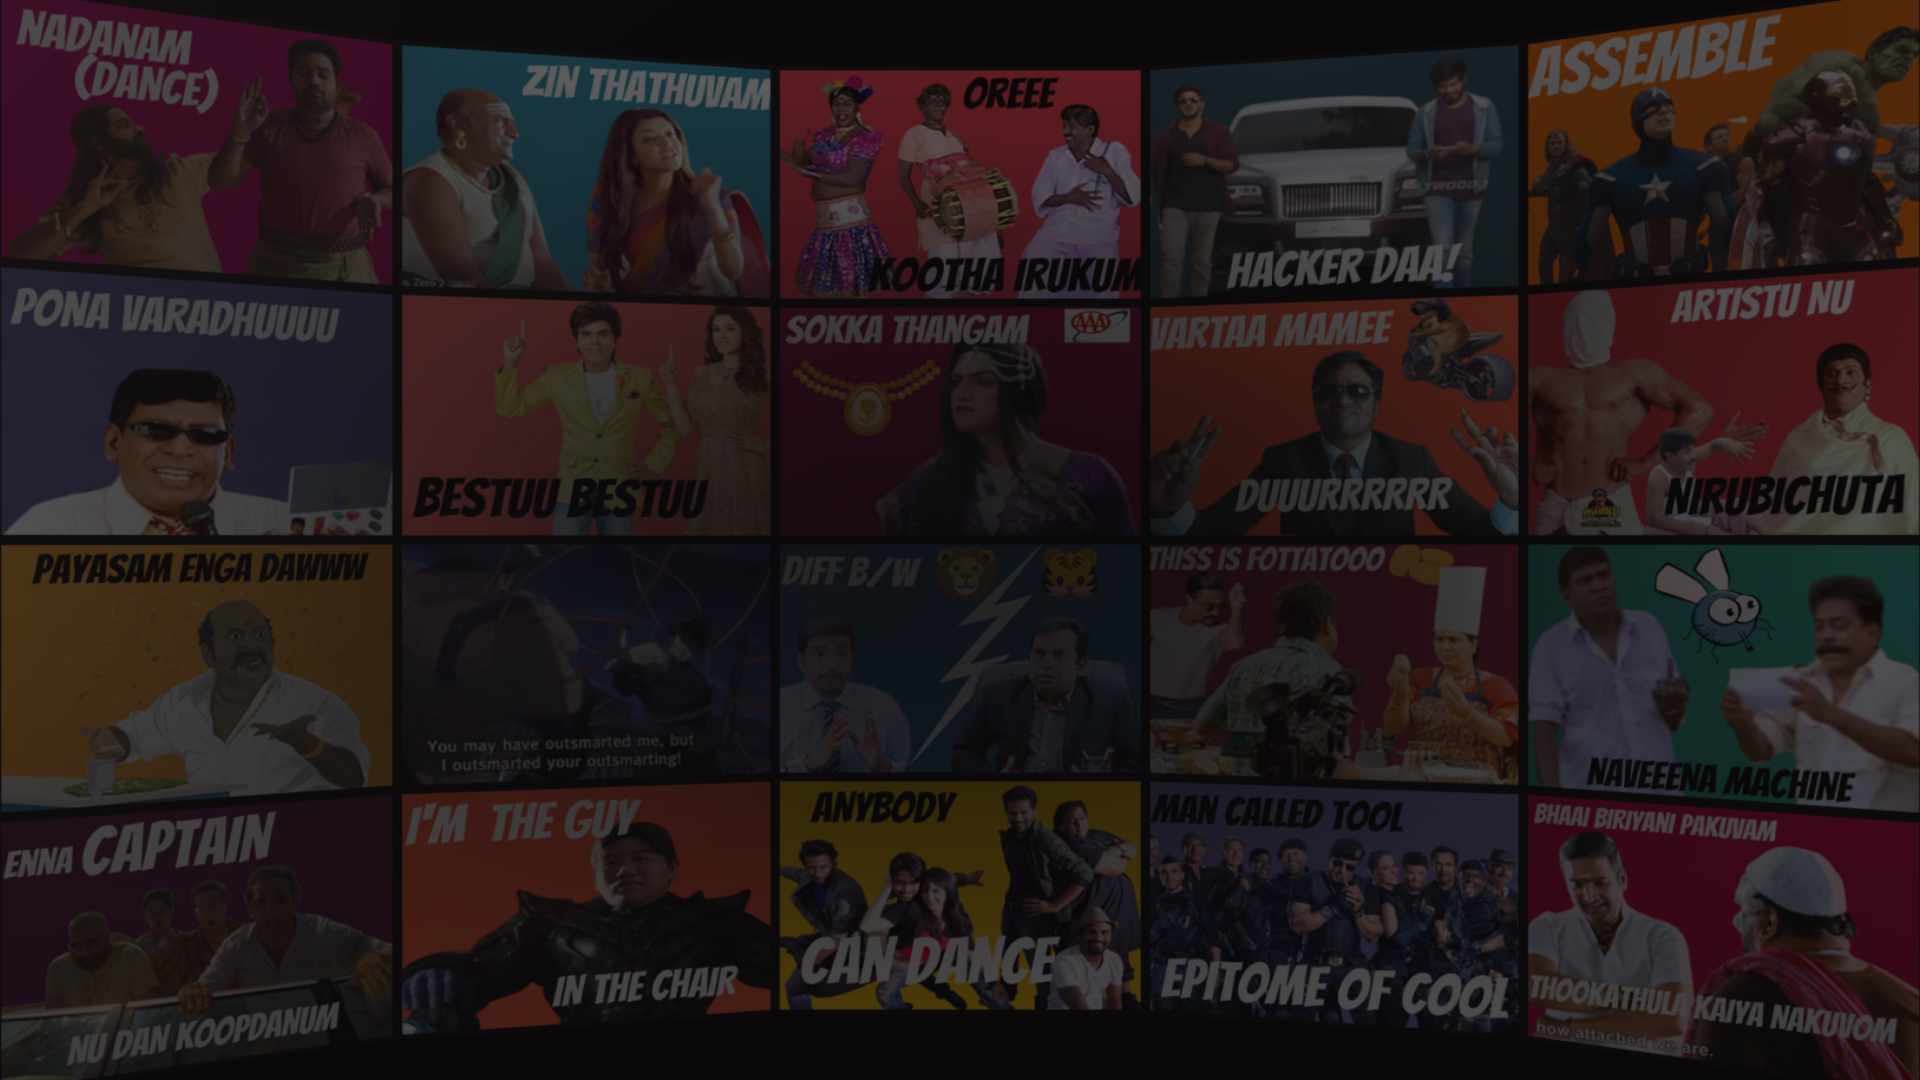 NADANAM
(DANCE)
ZIN THATHUVAM
o. Zero 2
OREEE
KOOTHA IRUKUM
YWOOD
HACKER DAA!
ASSEMBLE
PONA VARADHUUUU
BESTUU BESTUU
SOKKA THANGAM
AAA
VARTAA MAMEE
DUUURRRRRR
ARTISTU NU
NIRUBICHUTA
PAYASAM ENGA DAWWW
You may have outsmarted me, but
I outsmarted your outsmarting!
DIFF B/W
THISS IS FOTTATOOO
NAVEEENA MACHINE
ENNA CAPTAIN
NU DAN KOOPDANUM
I'M THE GUY
IN THE CHAIR
ANYBODY
CAN DANCE
MAN CALLED TOOL
EPITOME OF COOL
BHAAI BIRIYANI PAKUVAM
THOOKATHULA KAIYA NAKUVOM
how attached we are.